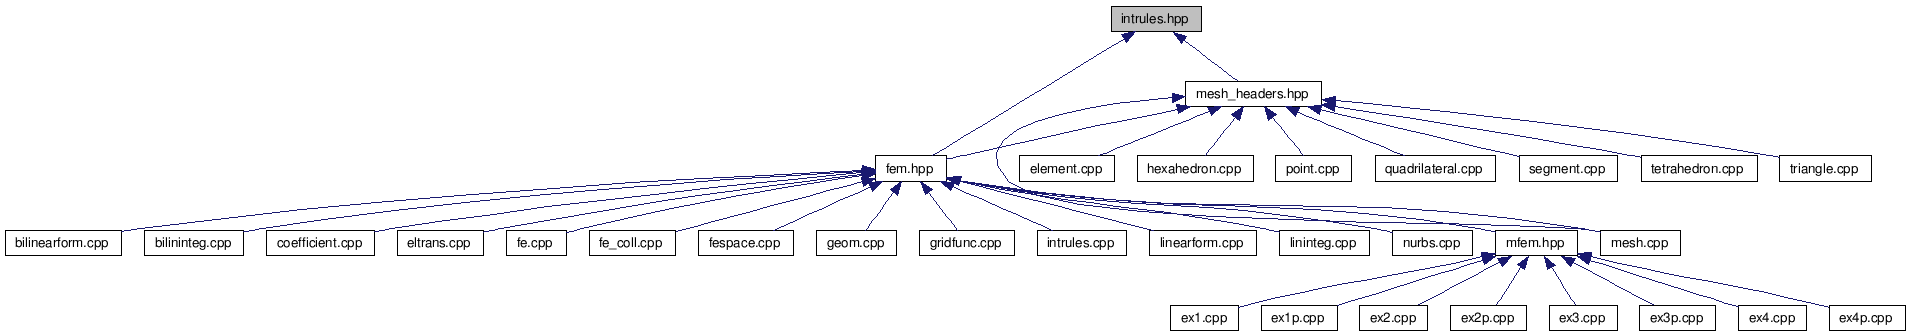 intrules.hpp
mesh_headers.hpp
fem.hpp
element.cpp
hexahedron.cpp
point.cpp
quadrilateral.cpp
segment.cpp
tetrahedron.cpp
triangle.cpp
bilinearform.cpp
bilininteg.cpp
coefficient.cpp
eltrans.cpp
fe.cpp
fe_coll.cpp
fespace.cpp
geom.cpp
gridfunc.cpp
intrules.cpp
linearform.cpp
lininteg.cpp
nurbs.cpp
mfem.hpp
mesh.cpp
ex1.cpp
ex1p.cpp
ex2.cpp
ex2p.cpp
ex3.cpp
ex3p.cpp
ex4.cpp
ex4p.cpp